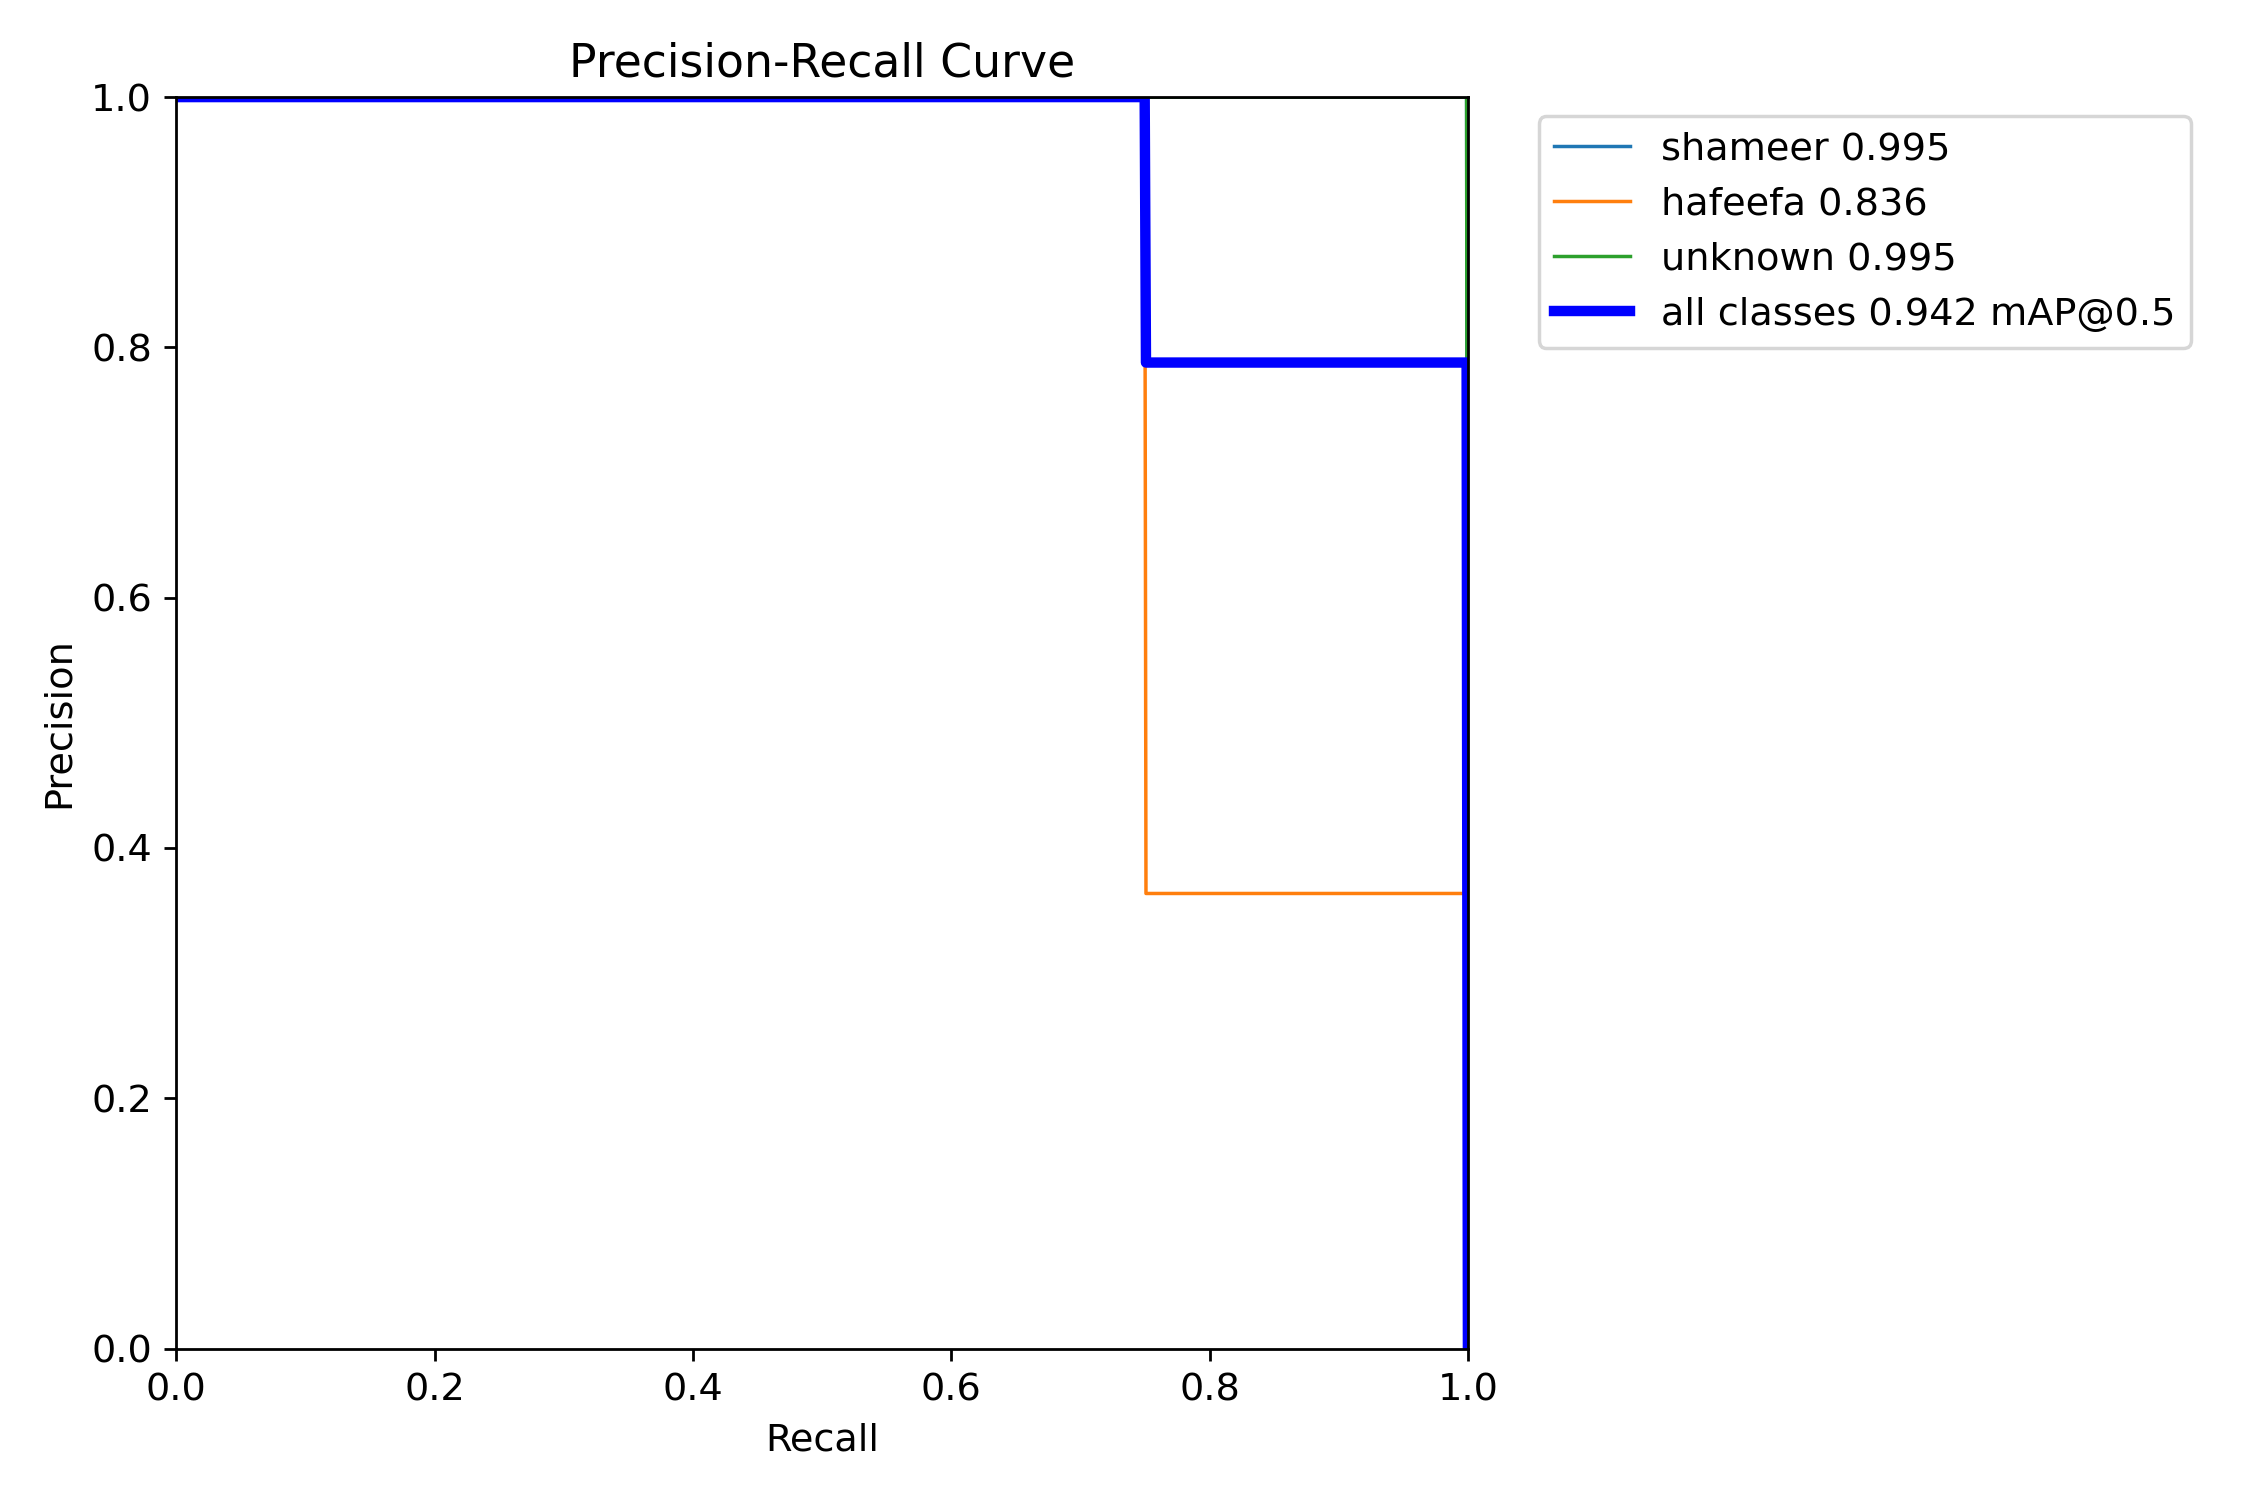 Precision-Recall Curve
1.0
0.8
0.6
0.4
0.2
0.0
Precision
0.0 0.2 0.4 0.6 0.8 1.0
Recall
shameer 0.995
hafeefa 0.836
unknown 0.995
all classes 0.942 mAP@0.5